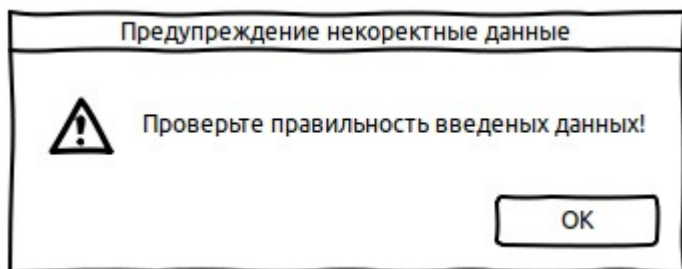 Предупреждение некоректные данные
Проверьте правильность введеных данных!
OK